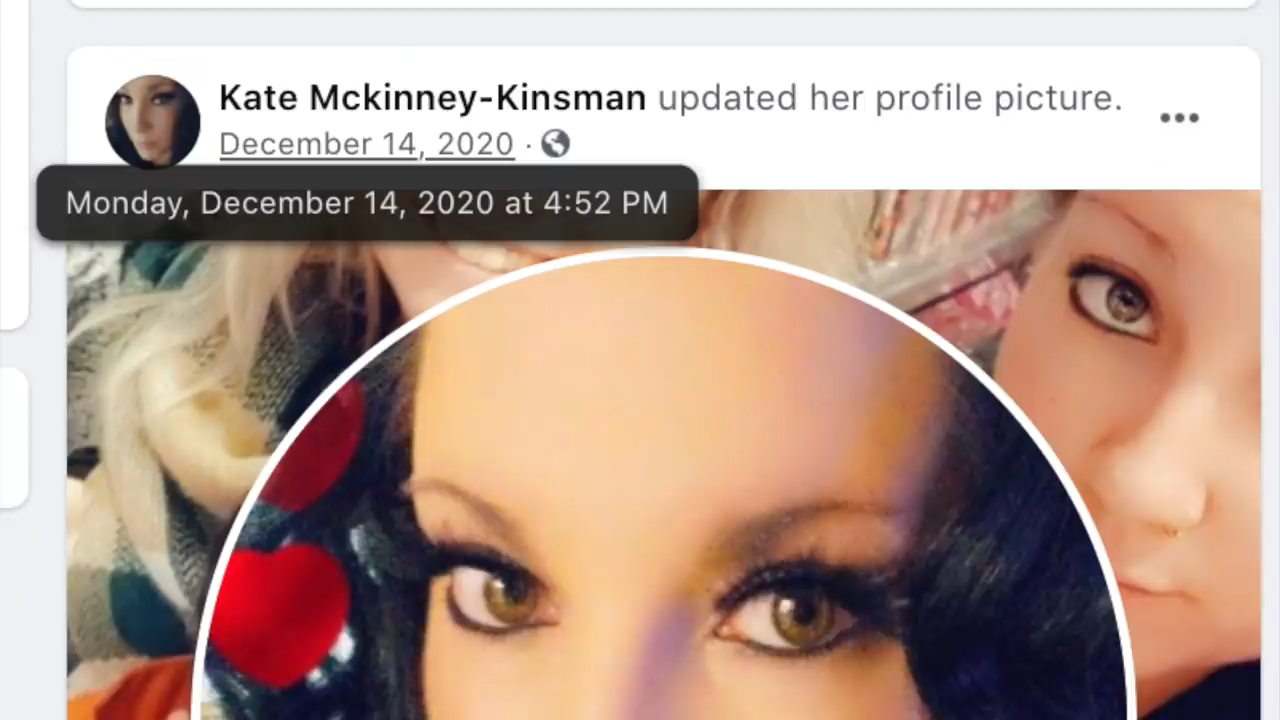 Kate Mckinney-Kinsman updated her profile picture.
December 14, 2020 ·
Monday, December 14, 2020 at 4:52 PM